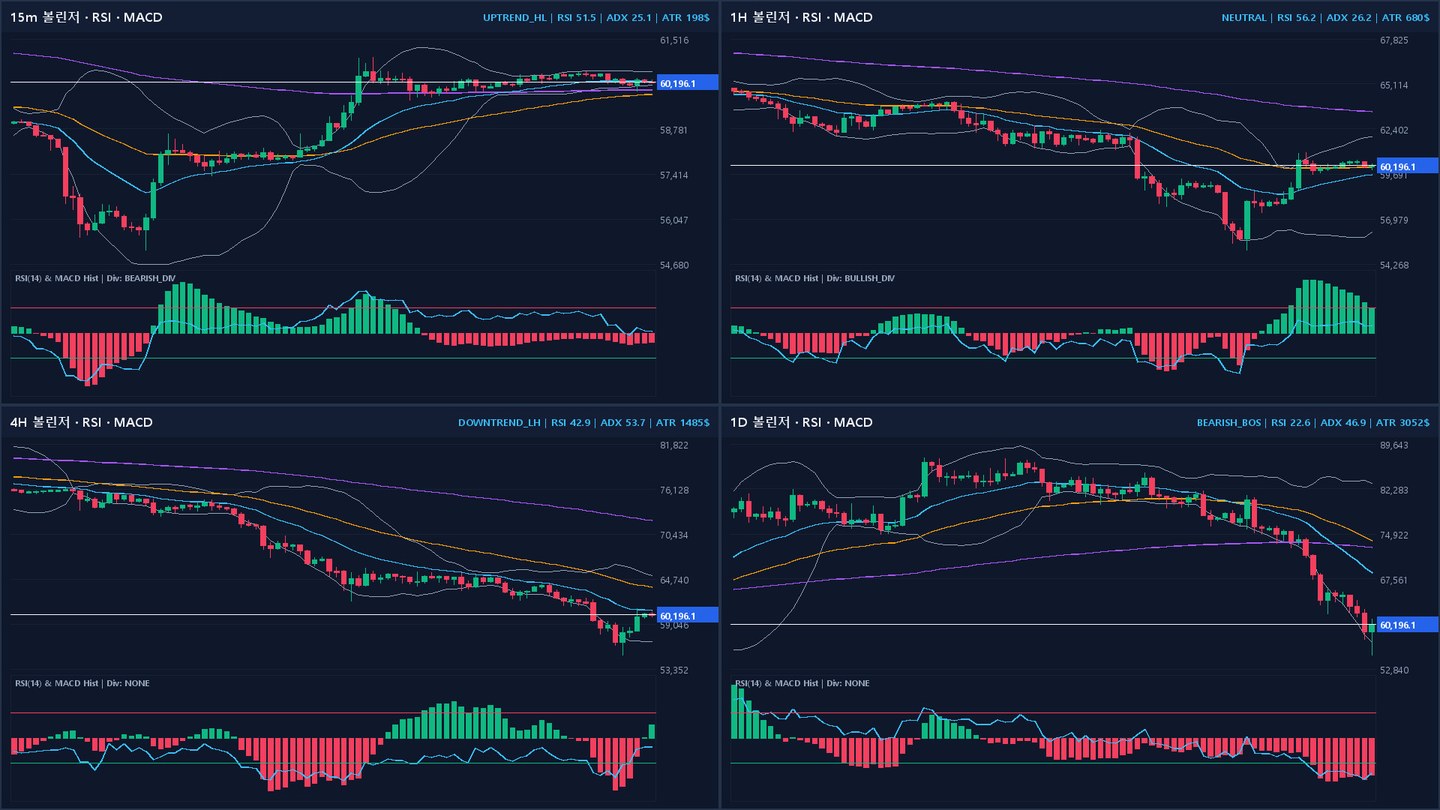 15m 볼린저 · RSI · MACD
UPTREND_HL | RSI 51.5 | ADX 25.1 | ATR 198$
61,516
60,196.1
58,781
57,414
56,047
54,680
RSI(14) & MACD Hist | Div: BEARISH_DIV
1H 볼린저 · RSI · MACD
NEUTRAL | RSI 56.2 | ADX 26.2 | ATR 680$
67,825
65,114
62,402
60,196.1
59,691
56,979
54,268
RSI(14) & MACD Hist | Div: BULLISH_DIV
4H 볼린저 · RSI · MACD
DOWNTREND_LH | RSI 42.9 | ADX 53.7 | ATR 1485$
81,822
76,128
70,434
64,740
60,196.1
59,046
53,352
RSI(14) & MACD Hist | Div: NONE
1D 볼린저 · RSI · MACD
BEARISH_BOS | RSI 22.6 | ADX 46.9 | ATR 3052$
89,643
82,283
74,922
67,561
60,196.1
52,840
RSI(14) & MACD Hist | Div: NONE